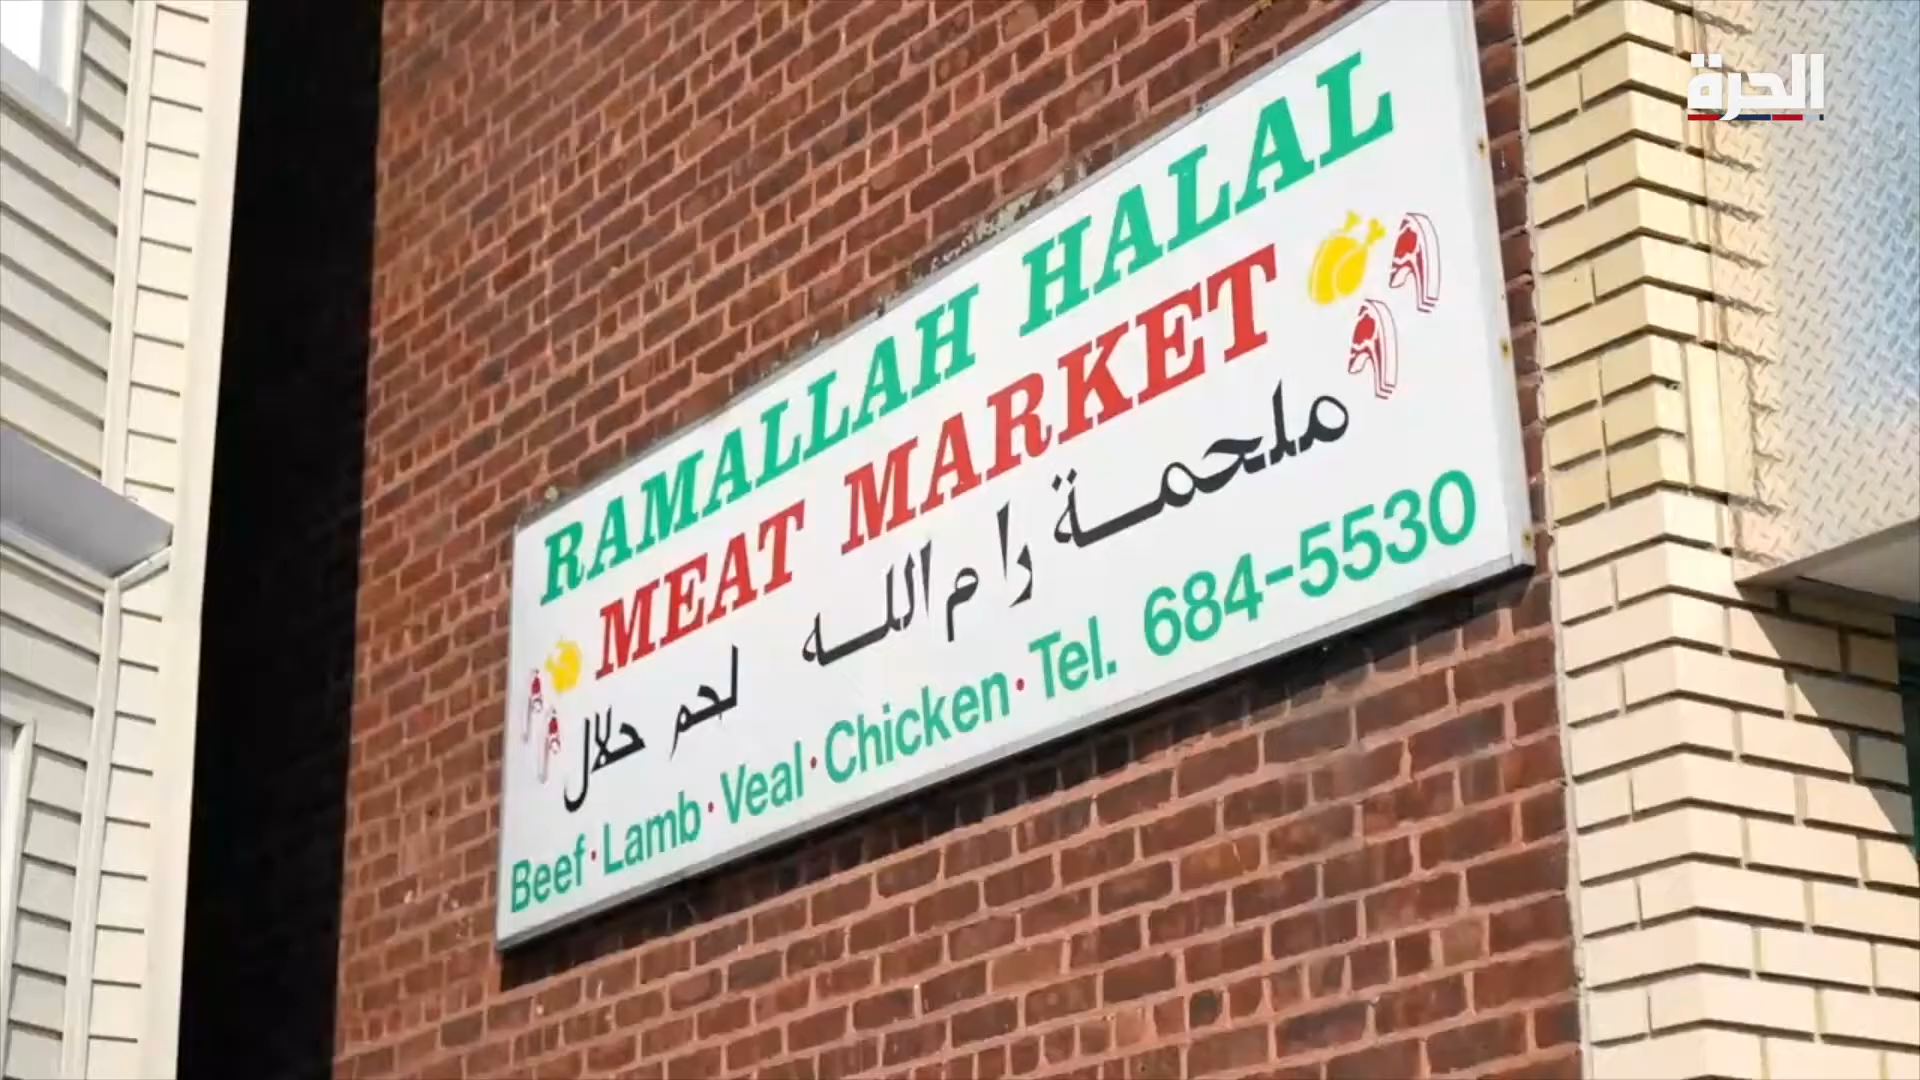 الحرة
RAMALLAH HALAL
MEAT MARKET
ملحمة رام الله لحم حلال
Beef · Lamb · Veal · Chicken · Tel. 684-5530